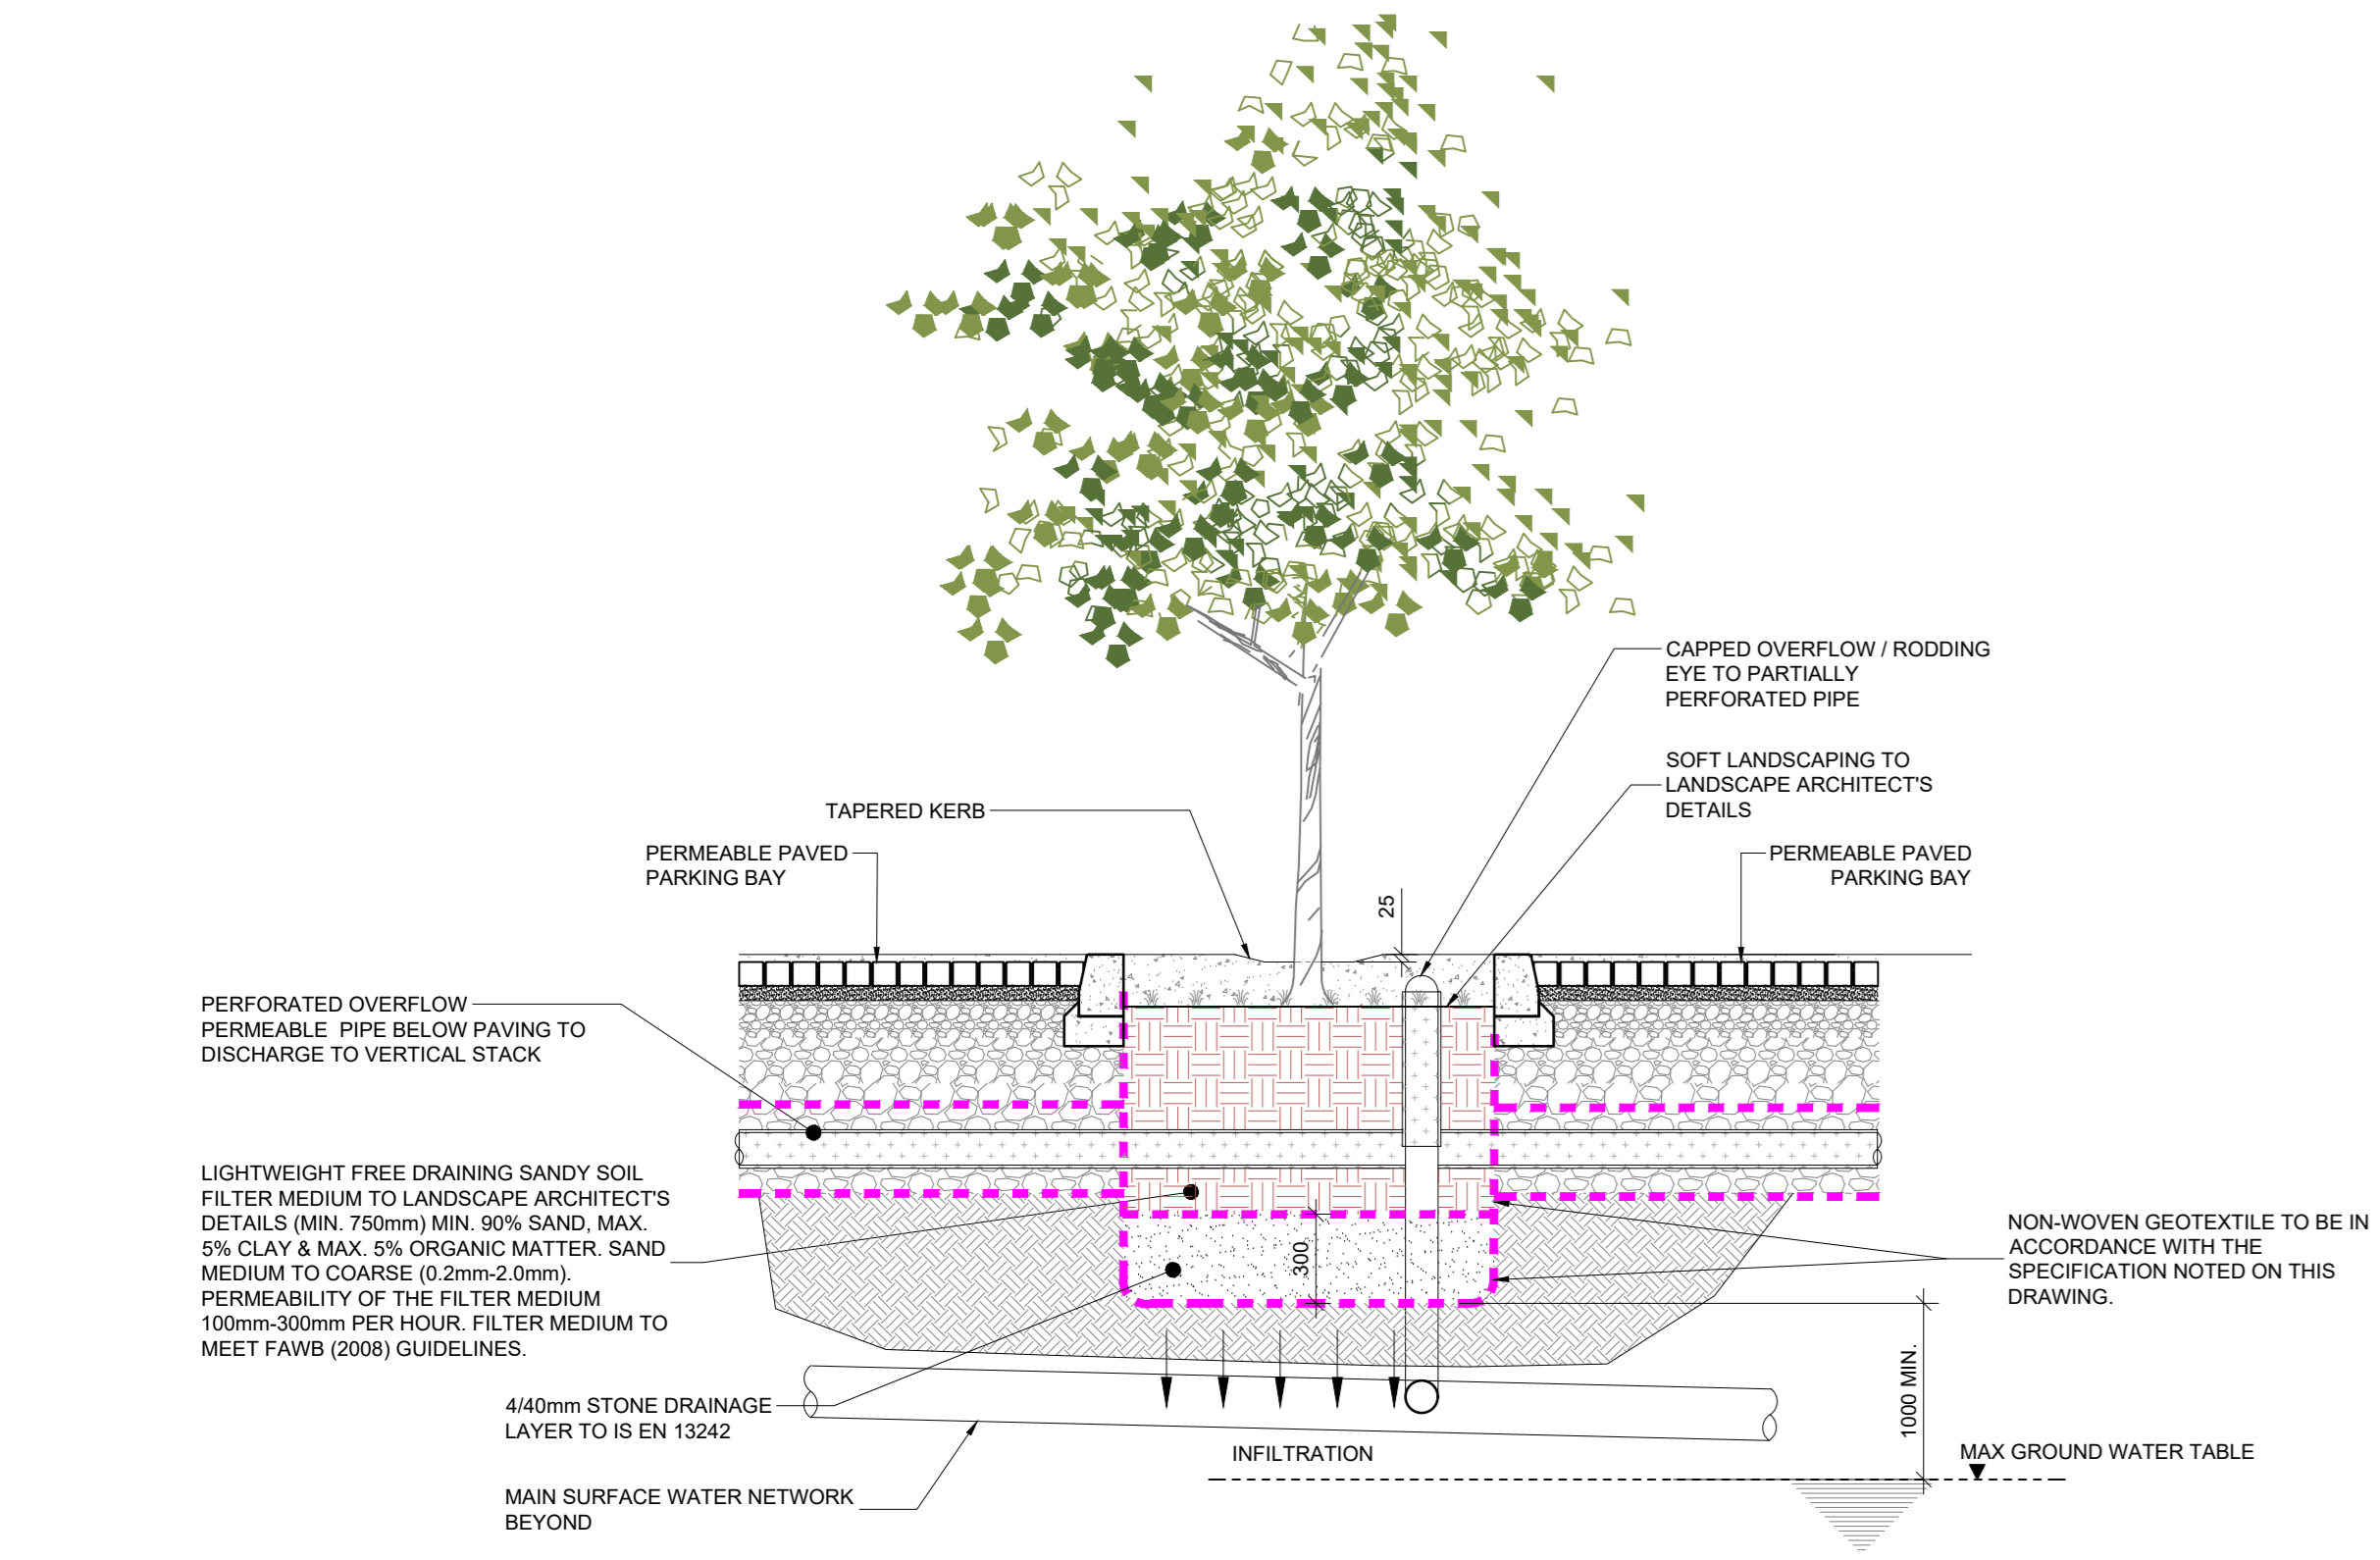 CAPPED OVERFLOW / RODDING
EYE TO PARTIALLY
PERFORATED PIPE
SOFT LANDSCAPING TO
LANDSCAPE ARCHITECT'S
DETAILS
TAPERED KERB
PERMEABLE PAVED
PARKING BAY
PERMEABLE PAVED
PARKING BAY
25
PERFORATED OVERFLOW
PERMEABLE PIPE BELOW PAVING TO
DISCHARGE TO VERTICAL STACK
LIGHTWEIGHT FREE DRAINING SANDY SOIL
FILTER MEDIUM TO LANDSCAPE ARCHITECT'S
DETAILS (MIN. 750mm) MIN. 90% SAND, MAX.
5% CLAY & MAX. 5% ORGANIC MATTER. SAND
MEDIUM TO COARSE (0.2mm-2.0mm).
PERMEABILITY OF THE FILTER MEDIUM
100mm-300mm PER HOUR. FILTER MEDIUM TO
MEET FAWB (2008) GUIDELINES.
300
NON-WOVEN GEOTEXTILE TO BE IN
ACCORDANCE WITH THE
SPECIFICATION NOTED ON THIS
DRAWING.
1000 MIN.
4/40mm STONE DRAINAGE
LAYER TO IS EN 13242
INFILTRATION
MAX GROUND WATER TABLE
MAIN SURFACE WATER NETWORK
BEYOND